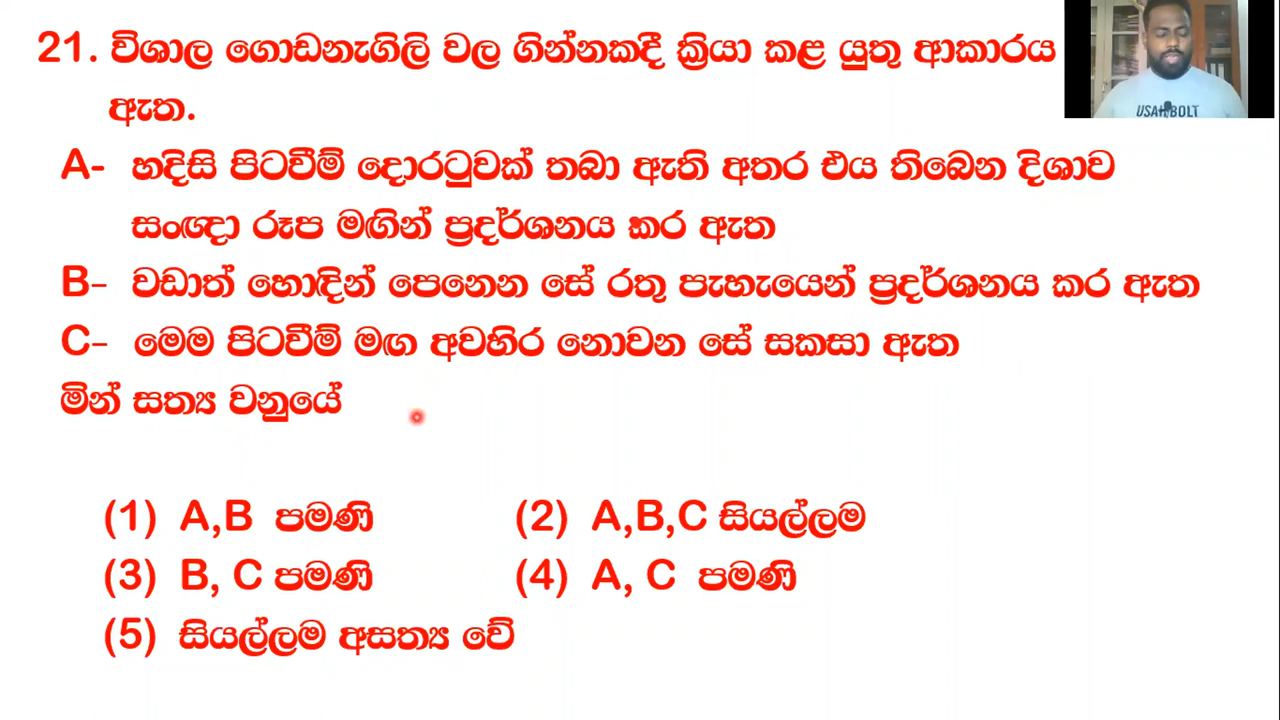 21. විශාල ගොඩනැගිලි වල ගින්නකදී ක්‍රියා කළ යුතු ආකාරය
ඇත.
A- හදිසි පිටවීම් දොරටුවක් තබා ඇති අතර එය තිබෙන දිශාව
සංඥා රූප මඟින් ප්‍රදර්ශනය කර ඇත
B- වඩාත් හොඳින් පෙනෙන සේ රතු පැහැයෙන් ප්‍රදර්ශනය කර ඇත
C- මෙම පිටවීම් මඟ අවහිර නොවන සේ සකසා ඇත
මින් සත්‍ය වනුයේ
(1) A,B පමණි (2) A,B,C සියල්ලම
(3) B, C පමණි (4) A, C පමණි
(5) සියල්ලම අසත්‍ය වේ
USAIN BOLT